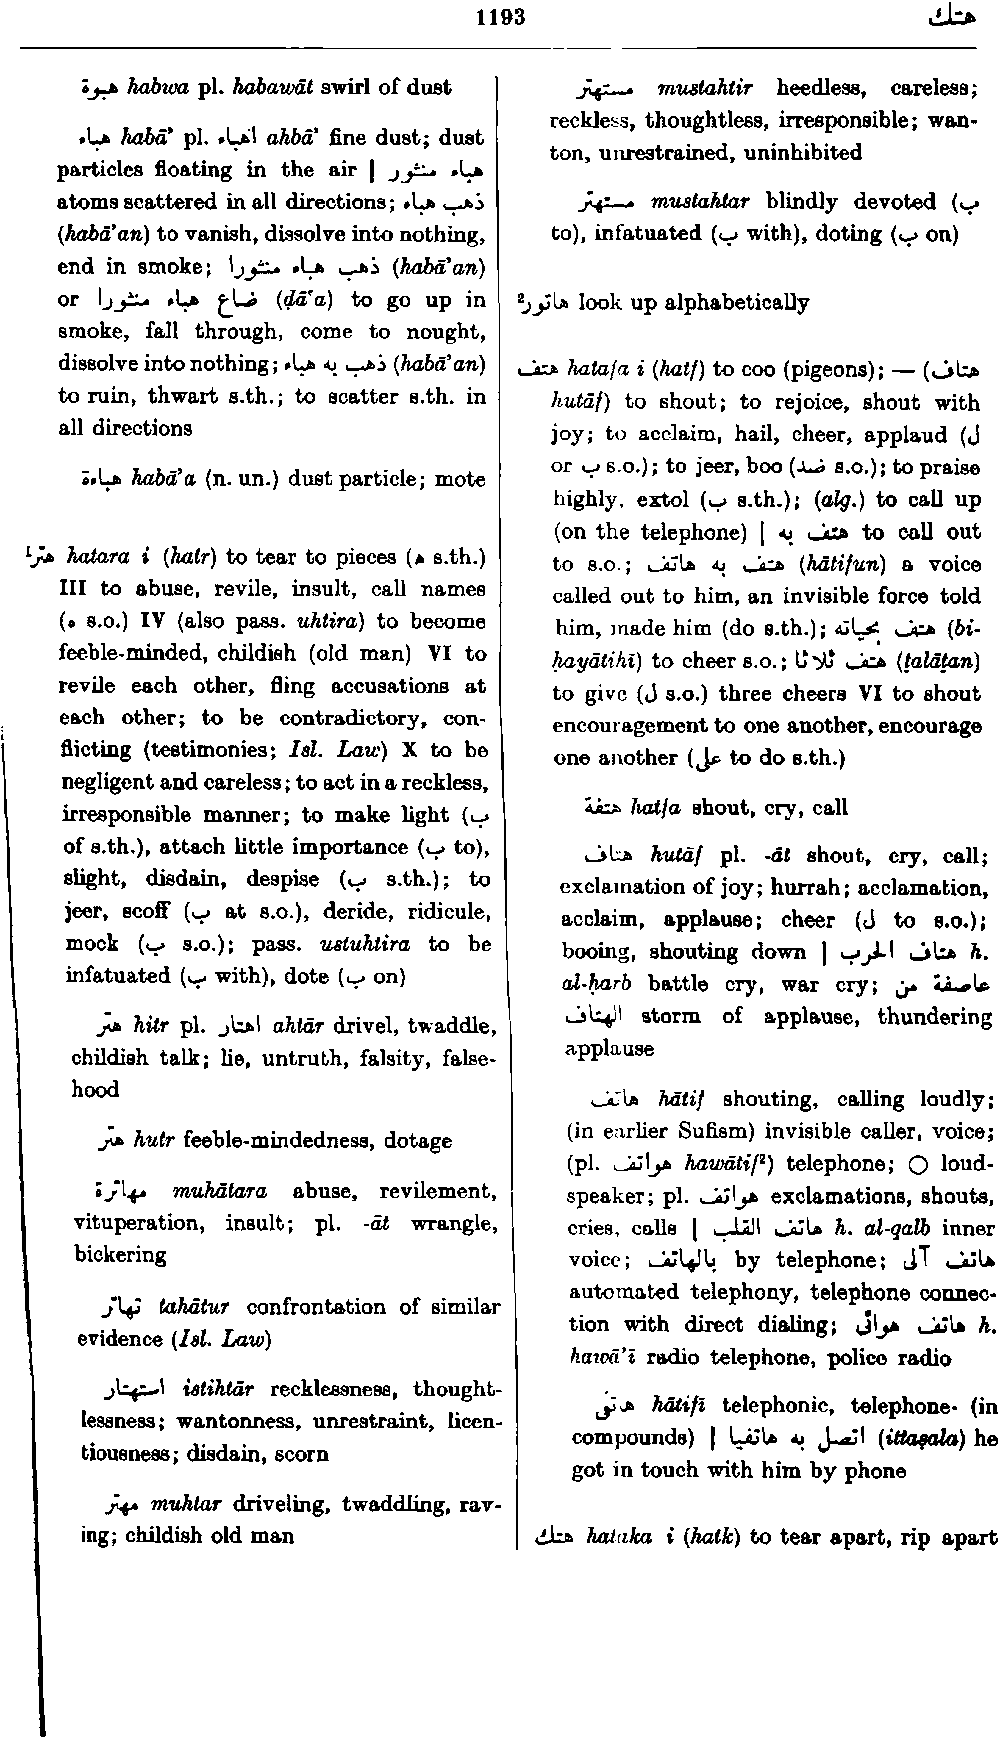 1193
هتك
هبوة habwa pl. habawāt swirl of dust
هباء habā’ pl. اهباء ahbā’ fine dust; dust
particles floating in the air | هباء منثور
atoms scattered in all directions; ذهب هباء
(habā’an) to vanish, dissolve into nothing,
end in smoke; ذهب هباء منثورا (habā’an)
or ضاع هباء منثورا (ḍā‘a) to go up in
smoke, fall through, come to nought,
dissolve into nothing; ذهب به هباء (habā’an)
to ruin, thwart s.th.; to scatter s.th. in
all directions
هباءة habā’a (n. un.) dust particle; mote
هتر¹ hatara i (hatr) to tear to pieces (ه s.th.)
III to abuse, revile, insult, call names
(ه s.o.) IV (also pass. uhtira) to become
feeble-minded, childish (old man) VI to
revile each other, fling accusations at
each other; to be contradictory, con-
flicting (testimonies; Isl. Law) X to be
negligent and careless; to act in a reckless,
irresponsible manner; to make light (ب
of s.th.), attach little importance (ب to),
slight, disdain, despise (ب s.th.); to
jeer, scoff (ب at s.o.), deride, ridicule,
mock (ب s.o.); pass. ustuhtira to be
infatuated (ب with), dote (ب on)
هتر hitr pl. اهتار ahtār drivel, twaddle,
childish talk; lie, untruth, falsity, false-
hood
هتر hutr feeble-mindedness, dotage
مهاترة muhātara abuse, revilement,
vituperation, insult; pl. -āt wrangle,
bickering
تهاتر tahātur confrontation of similar
evidence (Isl. Law)
استهتار istihtār recklessness, thought-
lessness; wantonness, unrestraint, licen-
tiousness; disdain, scorn
مهتر muhtar driveling, twaddling, rav-
ing; childish old man
مستهتر mustahtir heedless, careless;
reckless, thoughtless, irresponsible; wan-
ton, unrestrained, uninhibited
مستهتر mustahtar blindly devoted (ب
to), infatuated (ب with), doting (ب on)
هاتور² look up alphabetically
هتف hatafa i (hatf) to coo (pigeons); — (هتاف
hutāf) to shout; to rejoice, shout with
joy; to acclaim, hail, cheer, applaud (ل
or ب s.o.); to jeer, boo (ضد s.o.); to praise
highly, extol (ب s.th.); (alg.) to call up
(on the telephone) | هتف به to call out
to s.o.; هتف به هاتف (hātifun) a voice
called out to him, an invisible force told
him, made him (do s.th.); هتف بحياته (bi-
ḥayātihī) to cheer s.o.; هتف ثلاثا (ṯalāṯan)
to give (ل s.o.) three cheers VI to shout
encouragement to one another, encourage
one another (على to do s.th.)
هتفة hatfa shout, cry, call
هتاف hutāf pl. -āt shout, cry, call;
exclamation of joy; hurrah; acclamation,
acclaim, applause; cheer (ل to s.o.);
booing, shouting down | هتاف الحرب h.
al-ḥarb battle cry, war cry; عاصفة من
الهتاف storm of applause, thundering
applause
هاتف hātif shouting, calling loudly;
(in earlier Sufism) invisible caller, voice;
(pl. هواتف hawātif²) telephone; ○ loud-
speaker; pl. هواتف exclamations, shouts,
cries, calls | هاتف القلب h. al-qalb inner
voice; بالهاتف by telephone; هاتف آلى
automated telephony, telephone connec-
tion with direct dialing; هاتف هوائى h.
hawā’ī radio telephone, police radio
هاتفى hātifī telephonic, telephone- (in
compounds) | اتصل به هاتفيا (ittaṣala) he
got in touch with him by phone
هتك hataka i (hatk) to tear apart, rip apart